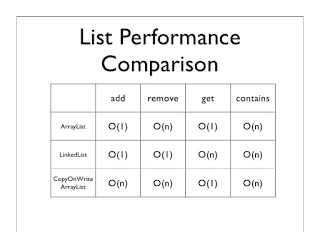 List Performance
Comparison
add remove get contains
ArrayList O(1) O(n) O(1) O(n)
LinkedList O(1) O(1) O(n) O(n)
CopyOnWrite
ArrayList O(n) O(n) O(1) O(n)